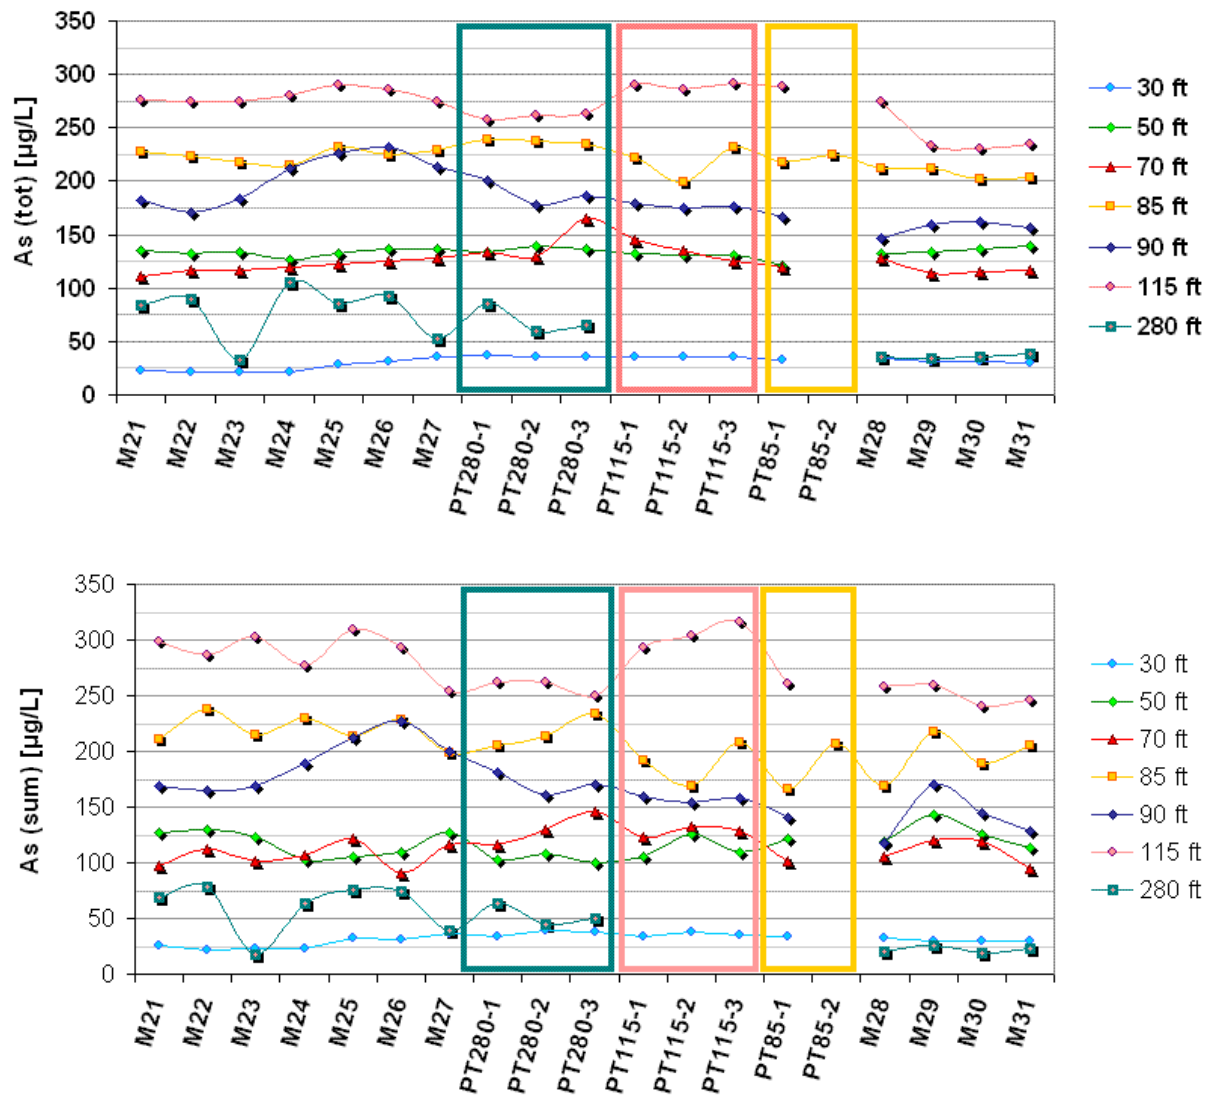 As (tot) [µg/L]
350
300
250
200
150
100
50
0
M21
M22
M23
M24
M25
M26
M27
PT280-1
PT280-2
PT280-3
PT115-1
PT115-2
PT115-3
PT85-1
PT85-2
M28
M29
M30
M31
30 ft
50 ft
70 ft
85 ft
90 ft
115 ft
280 ft
As (sum) [µg/L]
350
300
250
200
150
100
50
0
M21
M22
M23
M24
M25
M26
M27
PT280-1
PT280-2
PT280-3
PT115-1
PT115-2
PT115-3
PT85-1
PT85-2
M28
M29
M30
M31
30 ft
50 ft
70 ft
85 ft
90 ft
115 ft
280 ft